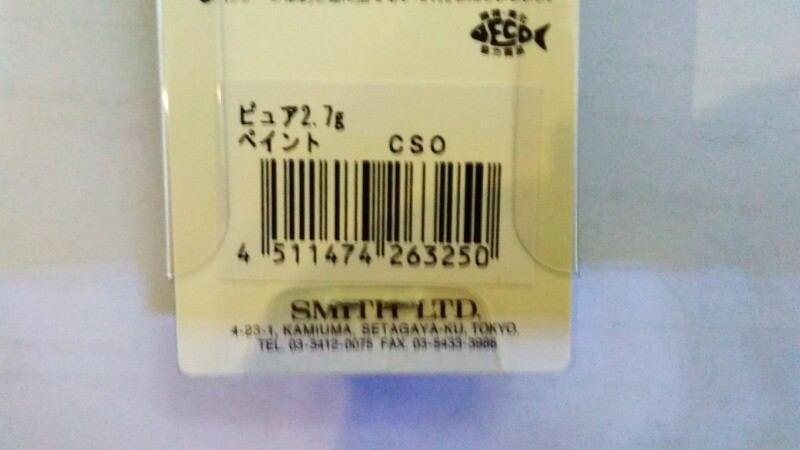 ECO
ピュア2.7g
ペイント CSO
4 511474 263250
SMITH LTD.
4-23-1, KAMIUMA, SETAGAYA-KU, TOKYO.
TEL. 03-3412-0075 FAX. 03-5433-3986